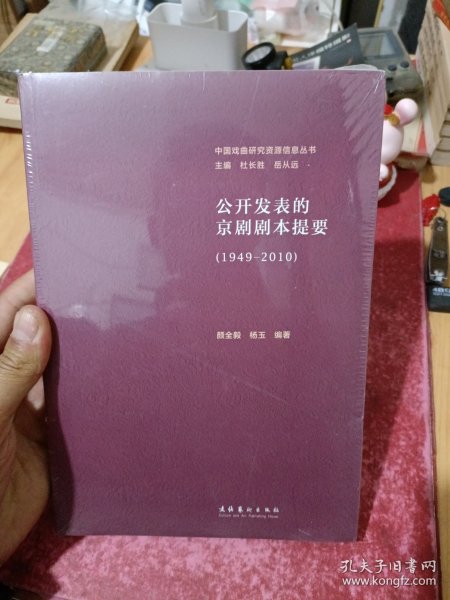 中国戏曲研究资源信息丛书
主编 杜长胜 岳从远
公开发表的
京剧剧本提要
(1949-2010)
颜全毅 杨玉 编著
文化艺术出版社
Culture and Art Publishing House
孔夫子旧书网
www.kongfz.com